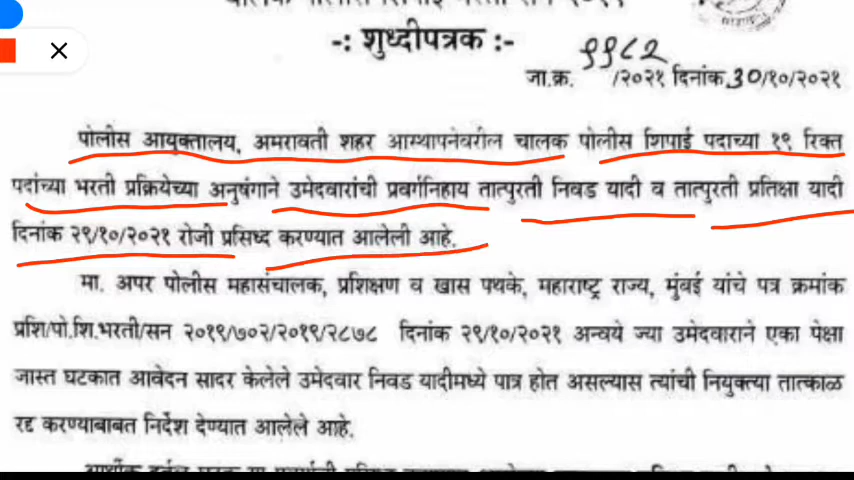 -: शुध्दीपत्रक :-
११८२
जा.क्र. /२०२१ दिनांक.30/१०/२०२१
पोलीस आयुक्तालय, अमरावती शहर आस्थापनेवरील चालक पोलीस शिपाई पदाच्या १९ रिक्त
पदांच्या भरती प्रक्रियेच्या अनुषंगाने उमेदवारांची प्रवर्गनिहाय तात्पुरती निवड यादी व तात्पुरती प्रतिक्षा यादी
दिनांक २९/१०/२०२१ रोजी प्रसिध्द करण्यात आलेली आहे.
मा. अपर पोलीस महासंचालक, प्रशिक्षण व खास पथके, महाराष्ट्र राज्य, मुंबई यांचे पत्र क्रमांक
प्रशि/पो.शि.भरती/सन २०१९/७०२/२०१९/२८७८ दिनांक २९/१०/२०२१ अन्वये ज्या उमेदवाराने एका पेक्षा
जास्त घटकात आवेदन सादर केलेले उमेदवार निवड यादीमध्ये पात्र होत असल्यास त्यांची नियुक्त्या तात्काळ
रद्द करण्याबाबत निर्देश देण्यात आलेले आहे.